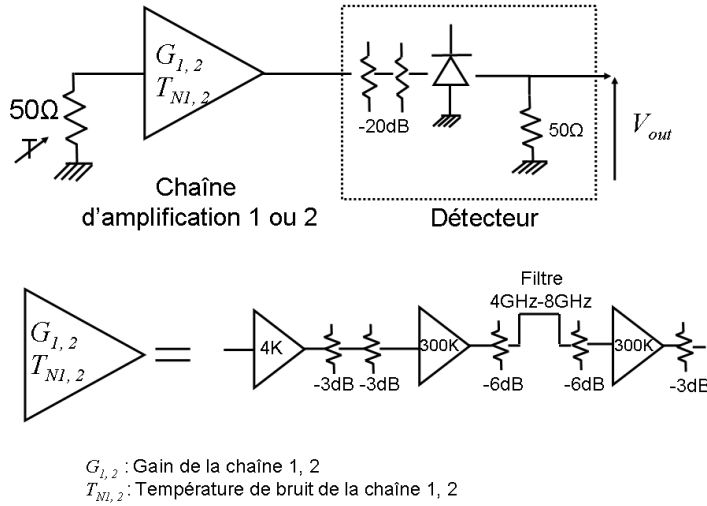 G1, 2
TN1, 2
50Ω
T
-20dB
50Ω
Vout
Chaîne
d'amplification 1 ou 2
Détecteur
Filtre
4GHz-8GHz
G1, 2
TN1, 2
4K
300K
300K
-3dB
-3dB
-6dB
-6dB
-3dB
G1, 2 : Gain de la chaîne 1, 2
TN1, 2 : Température de bruit de la chaîne 1, 2